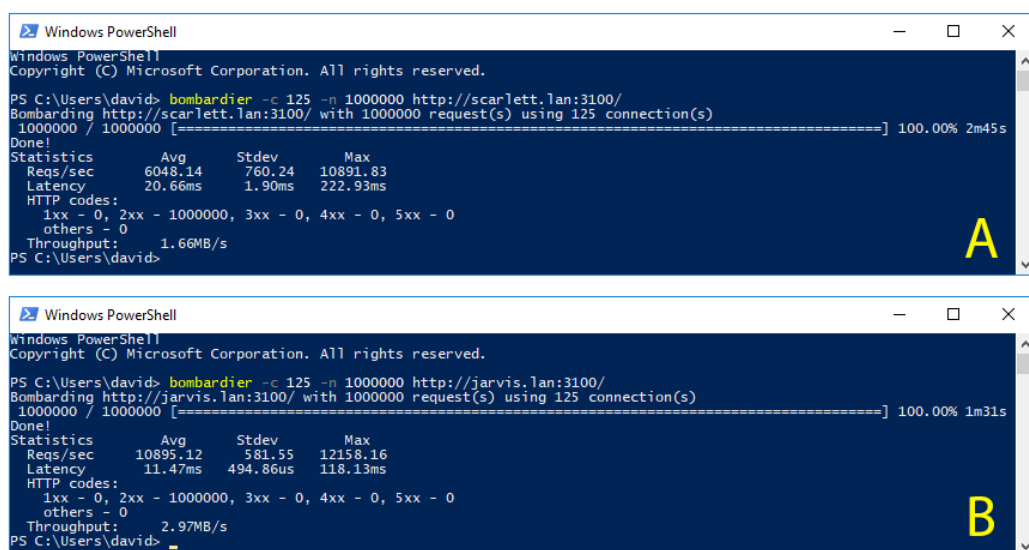 Windows PowerShell
Windows PowerShell
Copyright (C) Microsoft Corporation. All rights reserved.
PS C:\Users\david> bombardier -c 125 -n 1000000 http://scarlett.lan:3100/
Bombarding http://scarlett.lan:3100/ with 1000000 request(s) using 125 connection(s)
1000000 / 1000000 [=====================================================================================] 100.00% 2m45s
Done!
Statistics Avg Stdev Max
Reqs/sec 6048.14 760.24 10891.83
Latency 20.66ms 1.90ms 222.93ms
HTTP codes:
1xx - 0, 2xx - 1000000, 3xx - 0, 4xx - 0, 5xx - 0
others - 0
Throughput: 1.66MB/s
PS C:\Users\david>
A
Windows PowerShell
Windows PowerShell
Copyright (C) Microsoft Corporation. All rights reserved.
PS C:\Users\david> bombardier -c 125 -n 1000000 http://jarvis.lan:3100/
Bombarding http://jarvis.lan:3100/ with 1000000 request(s) using 125 connection(s)
1000000 / 1000000 [=====================================================================================] 100.00% 1m31s
Done!
Statistics Avg Stdev Max
Reqs/sec 10895.12 581.55 12158.16
Latency 11.47ms 494.86us 118.13ms
HTTP codes:
1xx - 0, 2xx - 1000000, 3xx - 0, 4xx - 0, 5xx - 0
others - 0
Throughput: 2.97MB/s
PS C:\Users\david> _
B